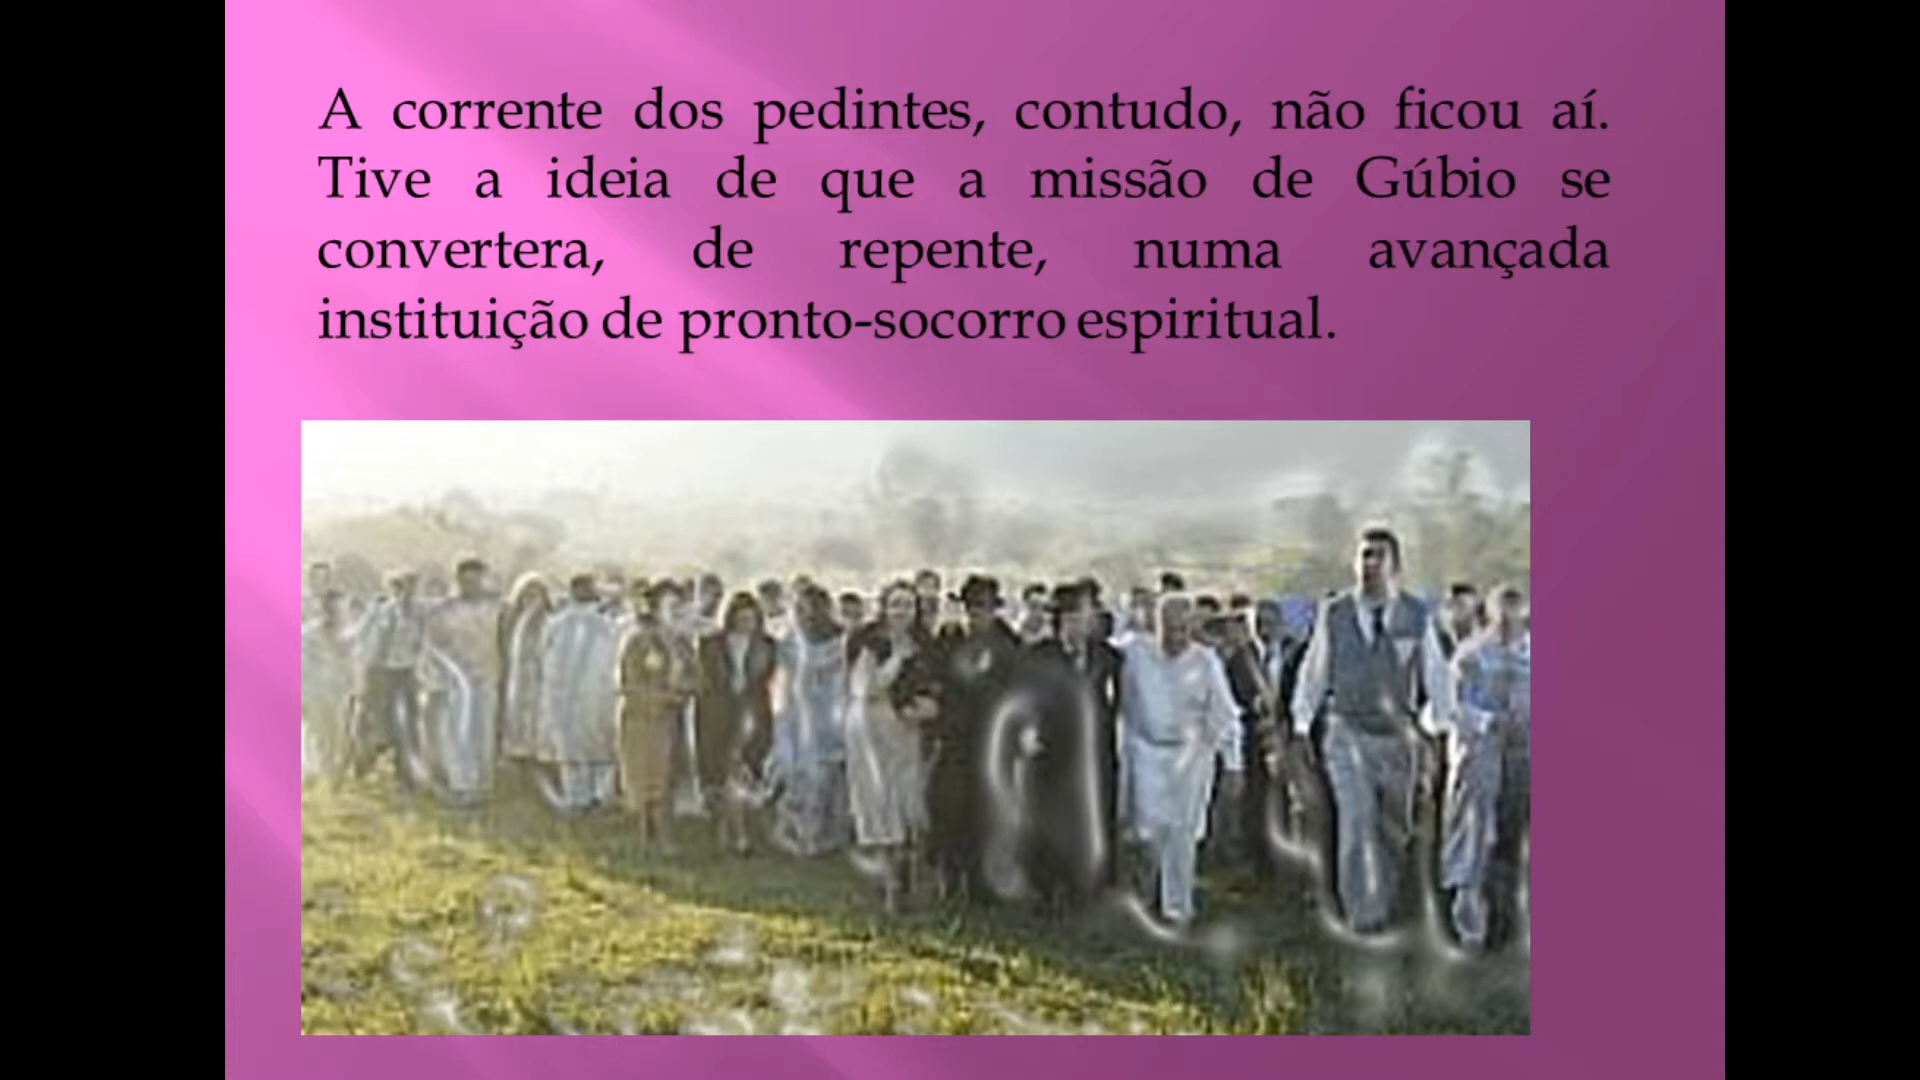 A corrente dos pedintes, contudo, não ficou aí.
Tive a ideia de que a missão de Gúbio se
convertera, de repente, numa avançada
instituição de pronto-socorro espiritual.